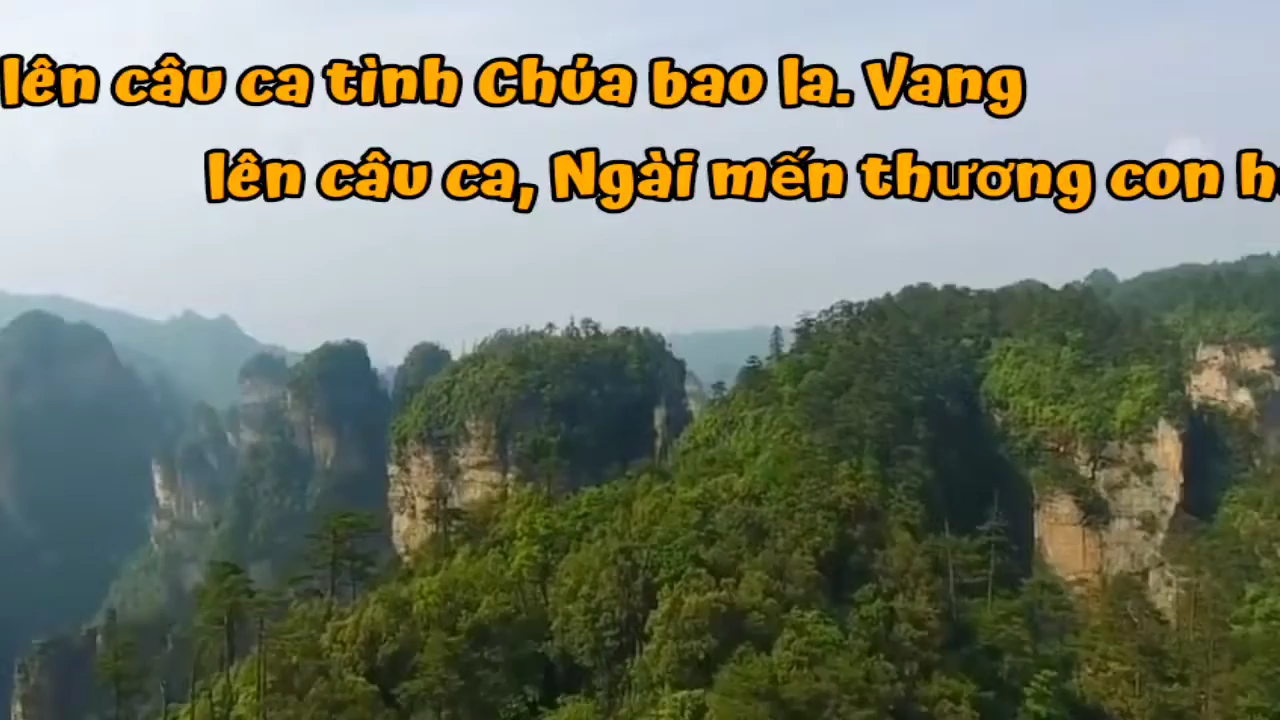 lên câu ca tình Chúa bao la. Vang
lên câu ca, Ngài mến thương con